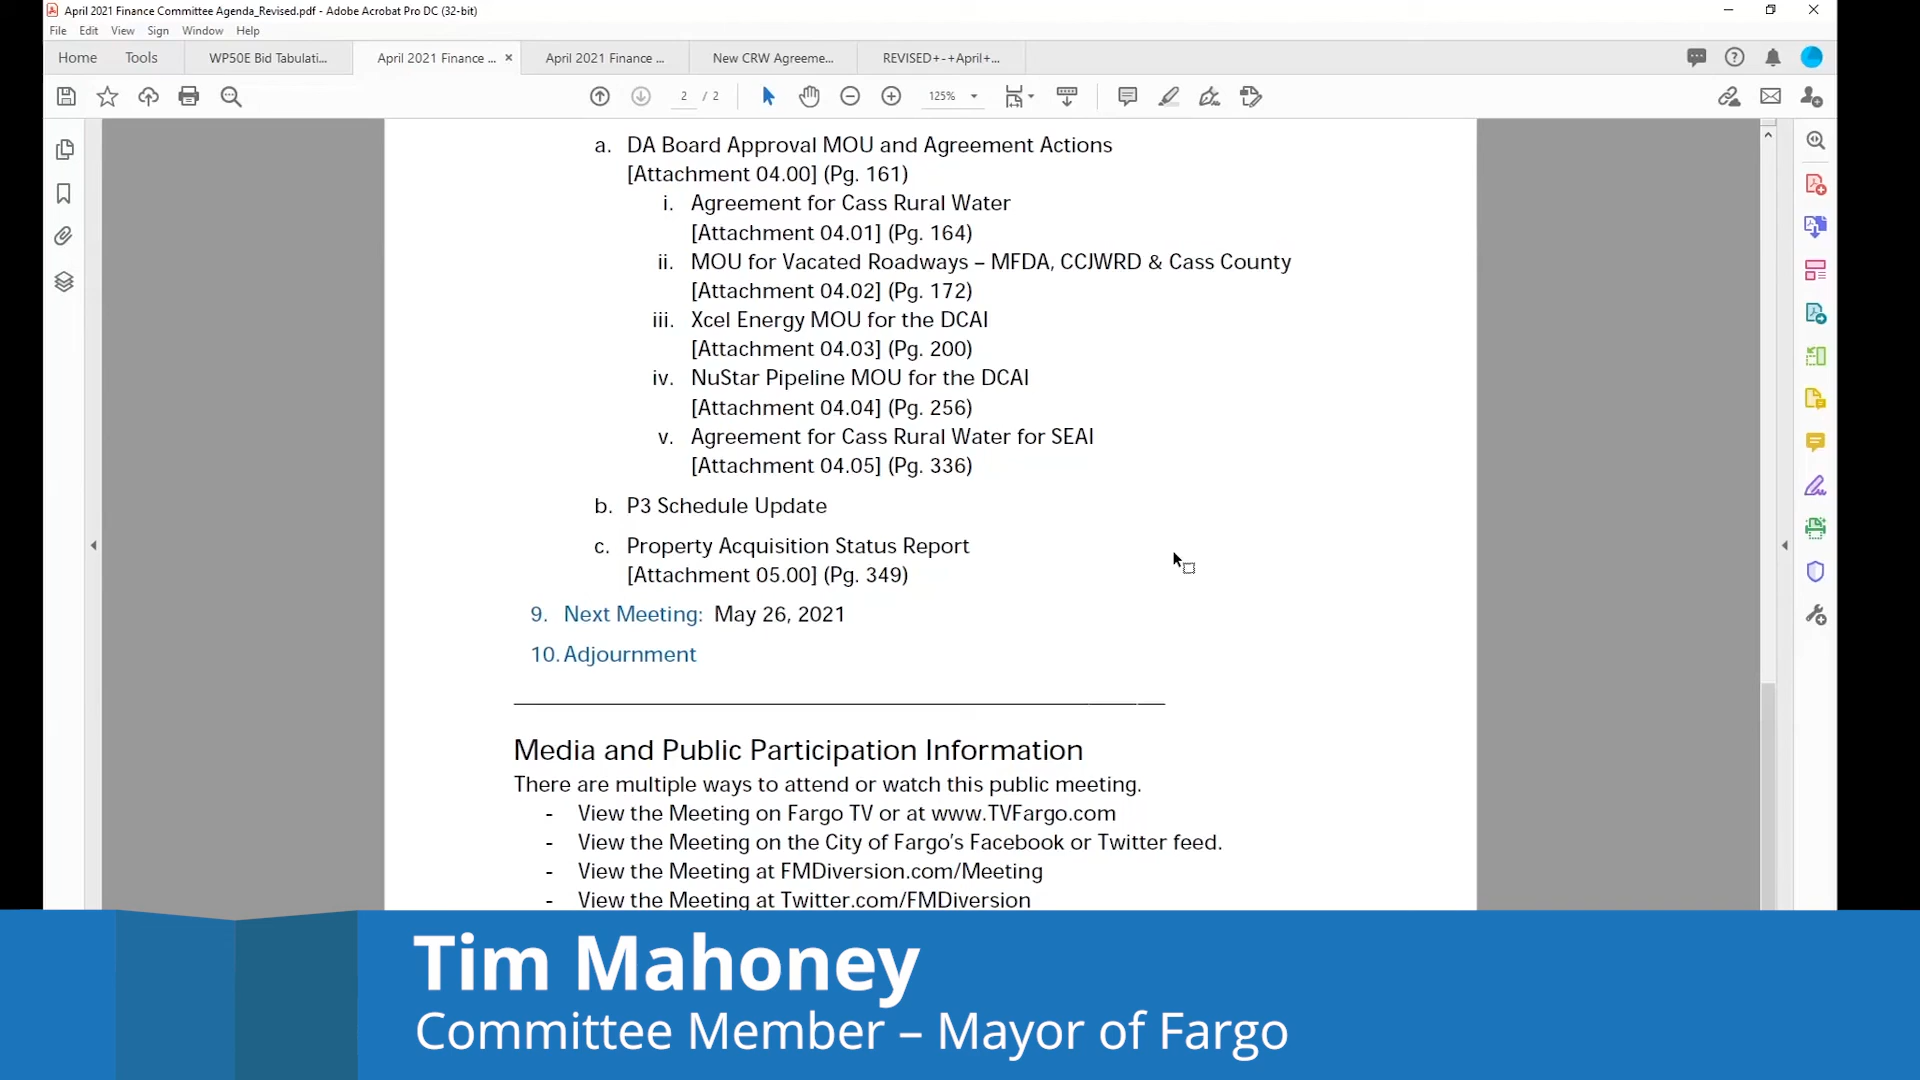 April 2021 Finance Committee Agenda_Revised.pdf - Adobe Acrobat Pro DC (32-bit)
File Edit View Sign Window Help
Home Tools WP50E Bid Tabulati... April 2021 Finance ... × April 2021 Finance ... New CRW Agreeme... REVISED+-+April+...
2 / 2 125%
a. DA Board Approval MOU and Agreement Actions
[Attachment 04.00] (Pg. 161)
i. Agreement for Cass Rural Water
[Attachment 04.01] (Pg. 164)
ii. MOU for Vacated Roadways – MFDA, CCJWRD & Cass County
[Attachment 04.02] (Pg. 172)
iii. Xcel Energy MOU for the DCAI
[Attachment 04.03] (Pg. 200)
iv. NuStar Pipeline MOU for the DCAI
[Attachment 04.04] (Pg. 256)
v. Agreement for Cass Rural Water for SEAI
[Attachment 04.05] (Pg. 336)
b. P3 Schedule Update
c. Property Acquisition Status Report
[Attachment 05.00] (Pg. 349)
9. Next Meeting: May 26, 2021
10. Adjournment
Media and Public Participation Information
There are multiple ways to attend or watch this public meeting.
- View the Meeting on Fargo TV or at www.TVFargo.com
- View the Meeting on the City of Fargo's Facebook or Twitter feed.
- View the Meeting at FMDiversion.com/Meeting
- View the Meeting at Twitter.com/FMDiversion
Tim Mahoney
Committee Member – Mayor of Fargo